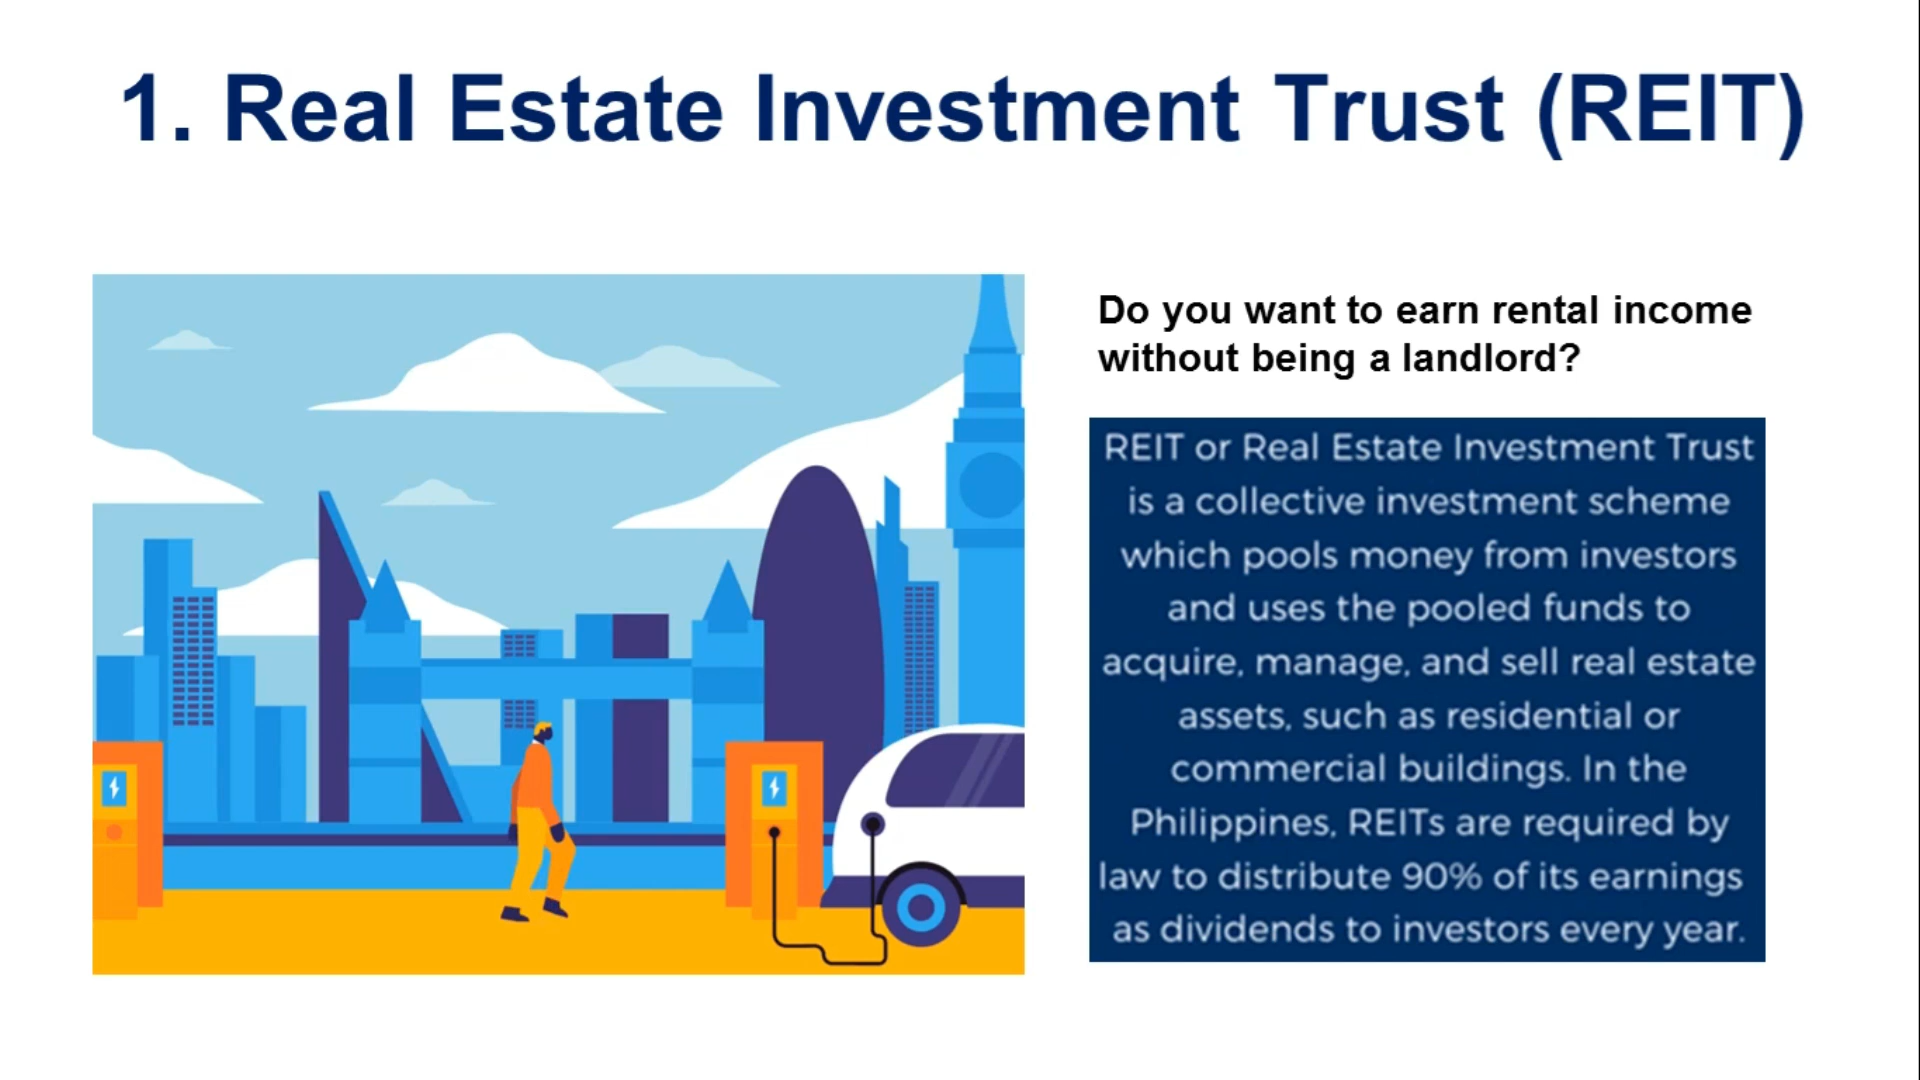 1. Real Estate Investment Trust (REIT)
Do you want to earn rental income
without being a landlord?
REIT or Real Estate Investment Trust
is a collective investment scheme
which pools money from investors
and uses the pooled funds to
acquire, manage, and sell real estate
assets, such as residential or
commercial buildings. In the
Philippines, REITs are required by
law to distribute 90% of its earnings
as dividends to investors every year.